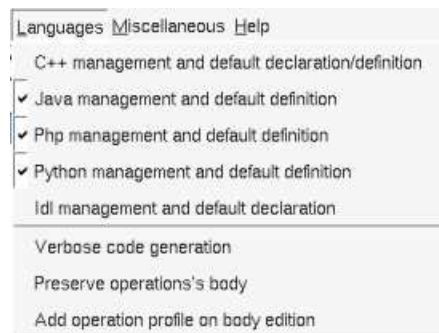 Languages Miscellaneous Help
C++ management and default declaration/definition
Java management and default definition
Php management and default definition
Python management and default definition
Idl management and default declaration
Verbose code generation
Preserve operations's body
Add operation profile on body edition